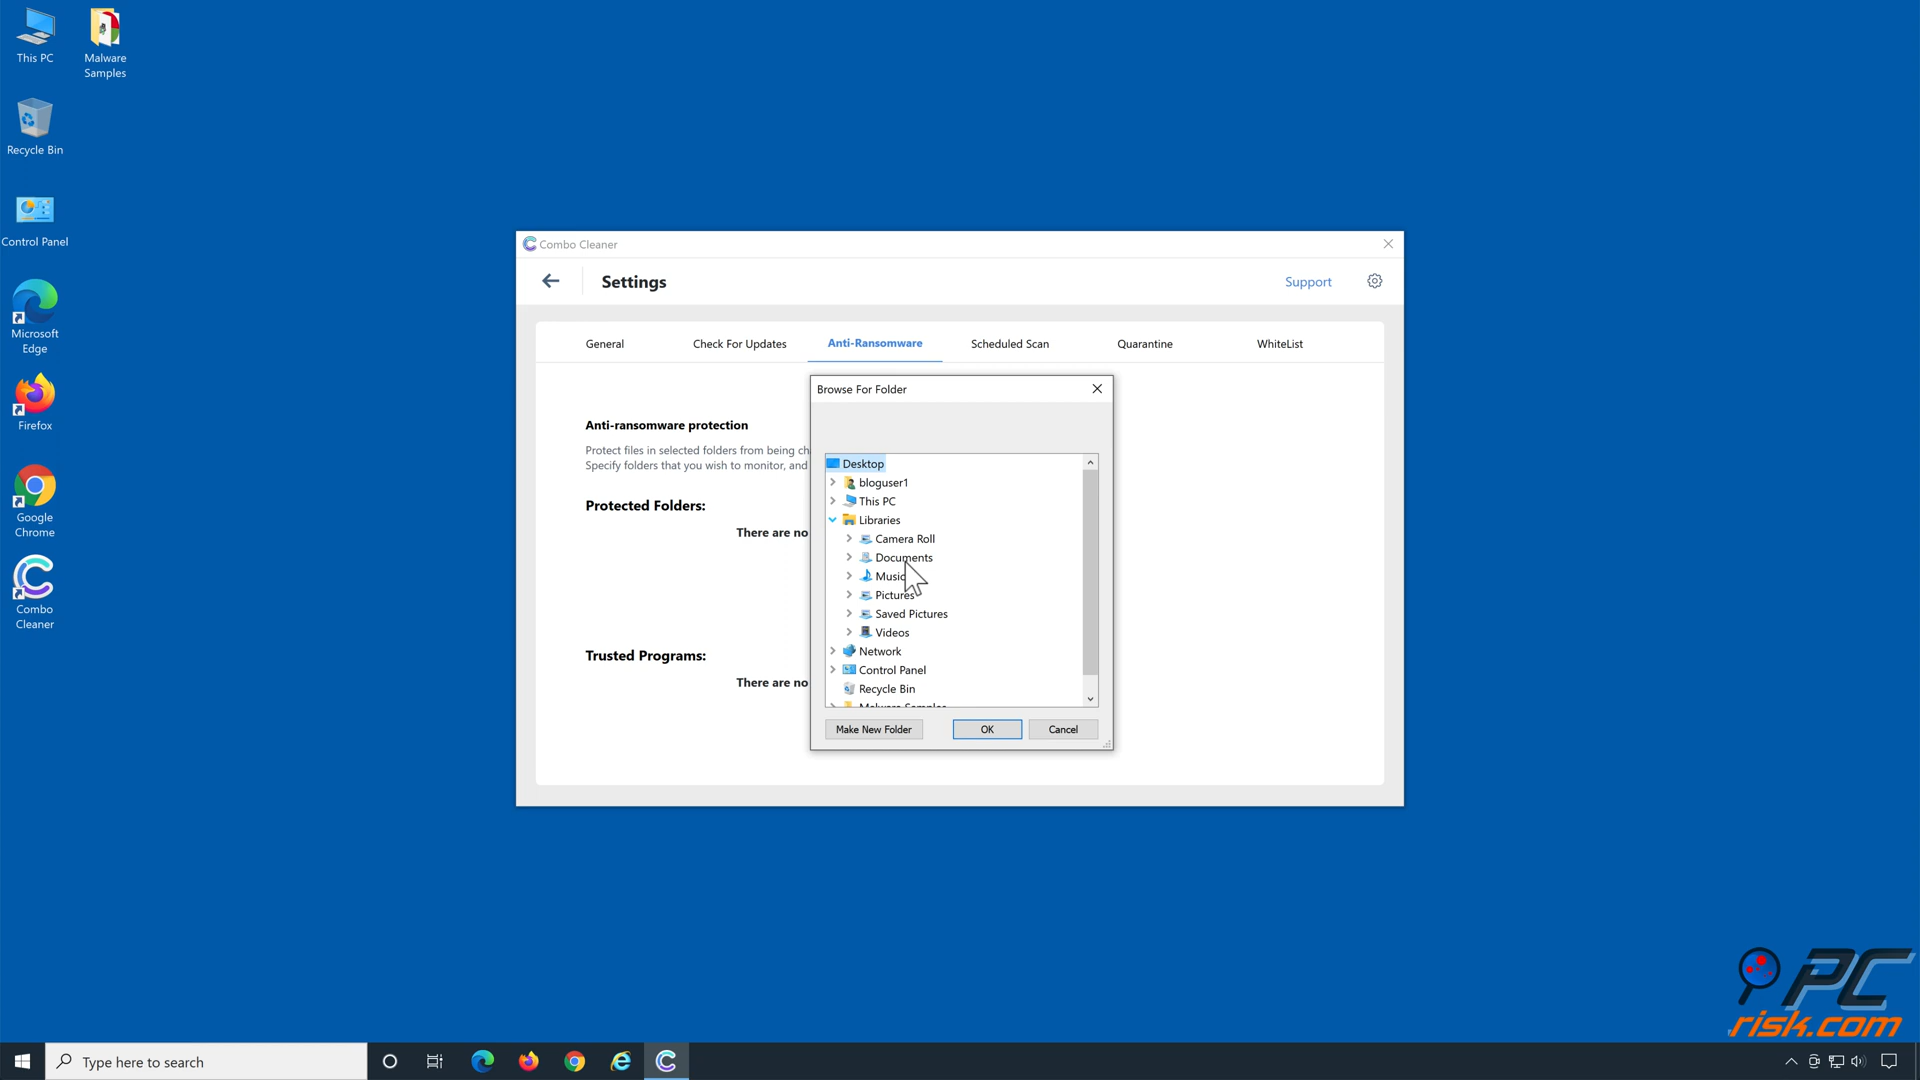 This PC
Malware
Samples
Recycle Bin
Control Panel
Microsoft
Edge
Firefox
Google
Chrome
Combo
Cleaner
Combo Cleaner
Settings
Support
General
Check For Updates
Anti-Ransomware
Scheduled Scan
Quarantine
WhiteList
Anti-ransomware protection
Protect files in selected folders from being ch
Specify folders that you wish to monitor, and
Protected Folders:
There are no
Trusted Programs:
There are no
Browse For Folder
Desktop
bloguser1
This PC
Libraries
Camera Roll
Documents
Music
Pictures
Saved Pictures
Videos
Network
Control Panel
Recycle Bin
Malware Samples
Make New Folder
OK
Cancel
PC
risk.com
Type here to search